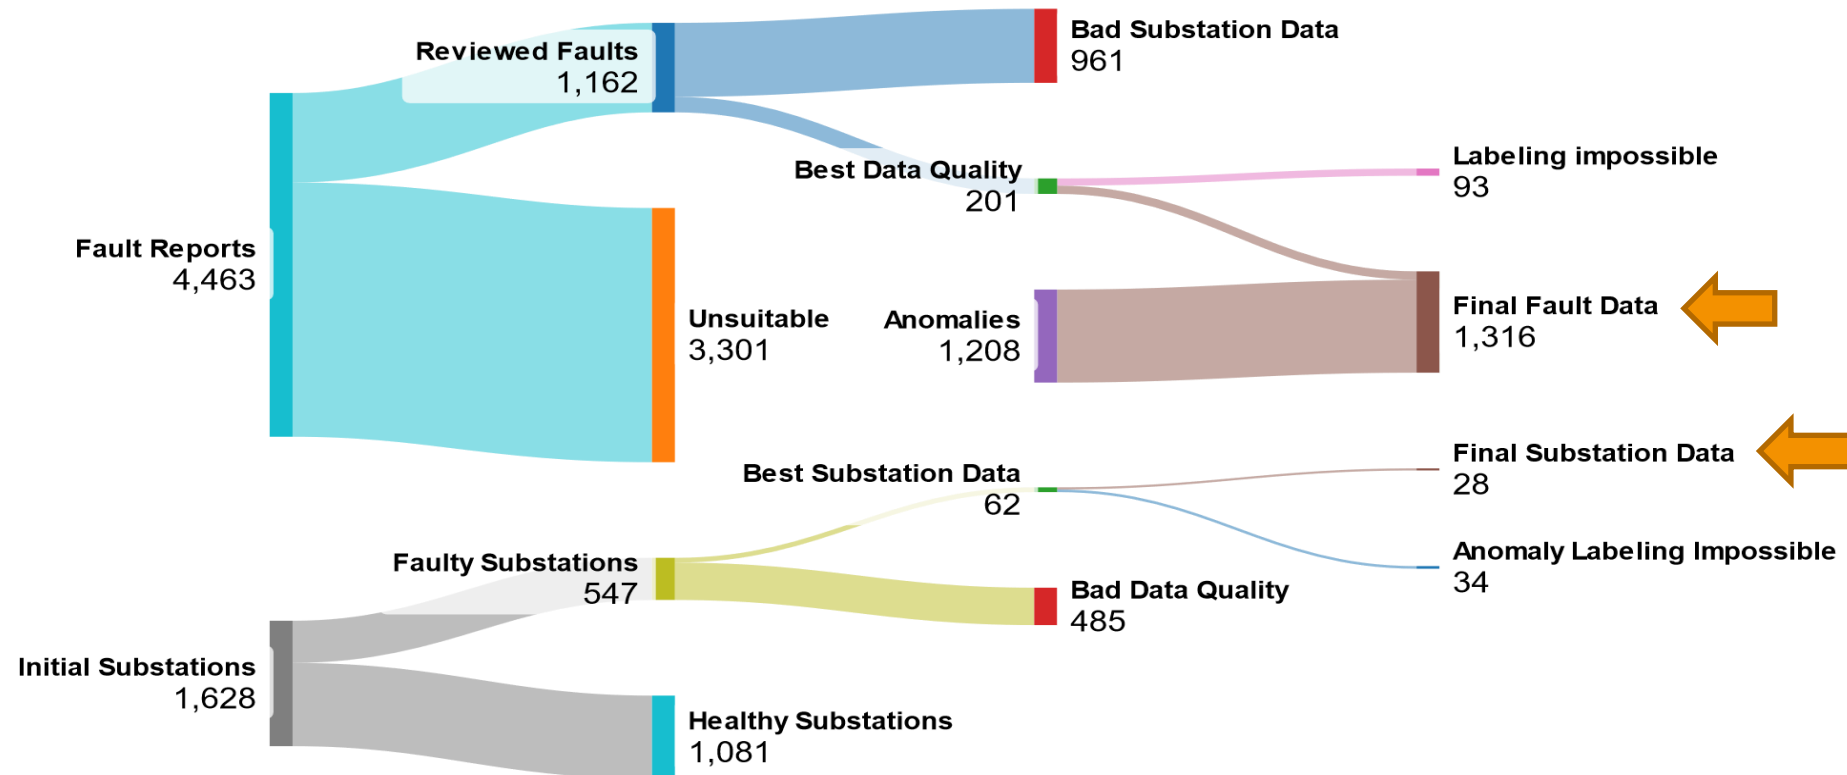 Reviewed Faults
1,162
Bad Substation Data
961
Best Data Quality
201
Labeling impossible
93
Fault Reports
4,463
Unsuitable
3,301
Anomalies
1,208
Final Fault Data
1,316
Best Substation Data
62
Final Substation Data
28
Faulty Substations
547
Bad Data Quality
485
Anomaly Labeling Impossible
34
Initial Substations
1,628
Healthy Substations
1,081